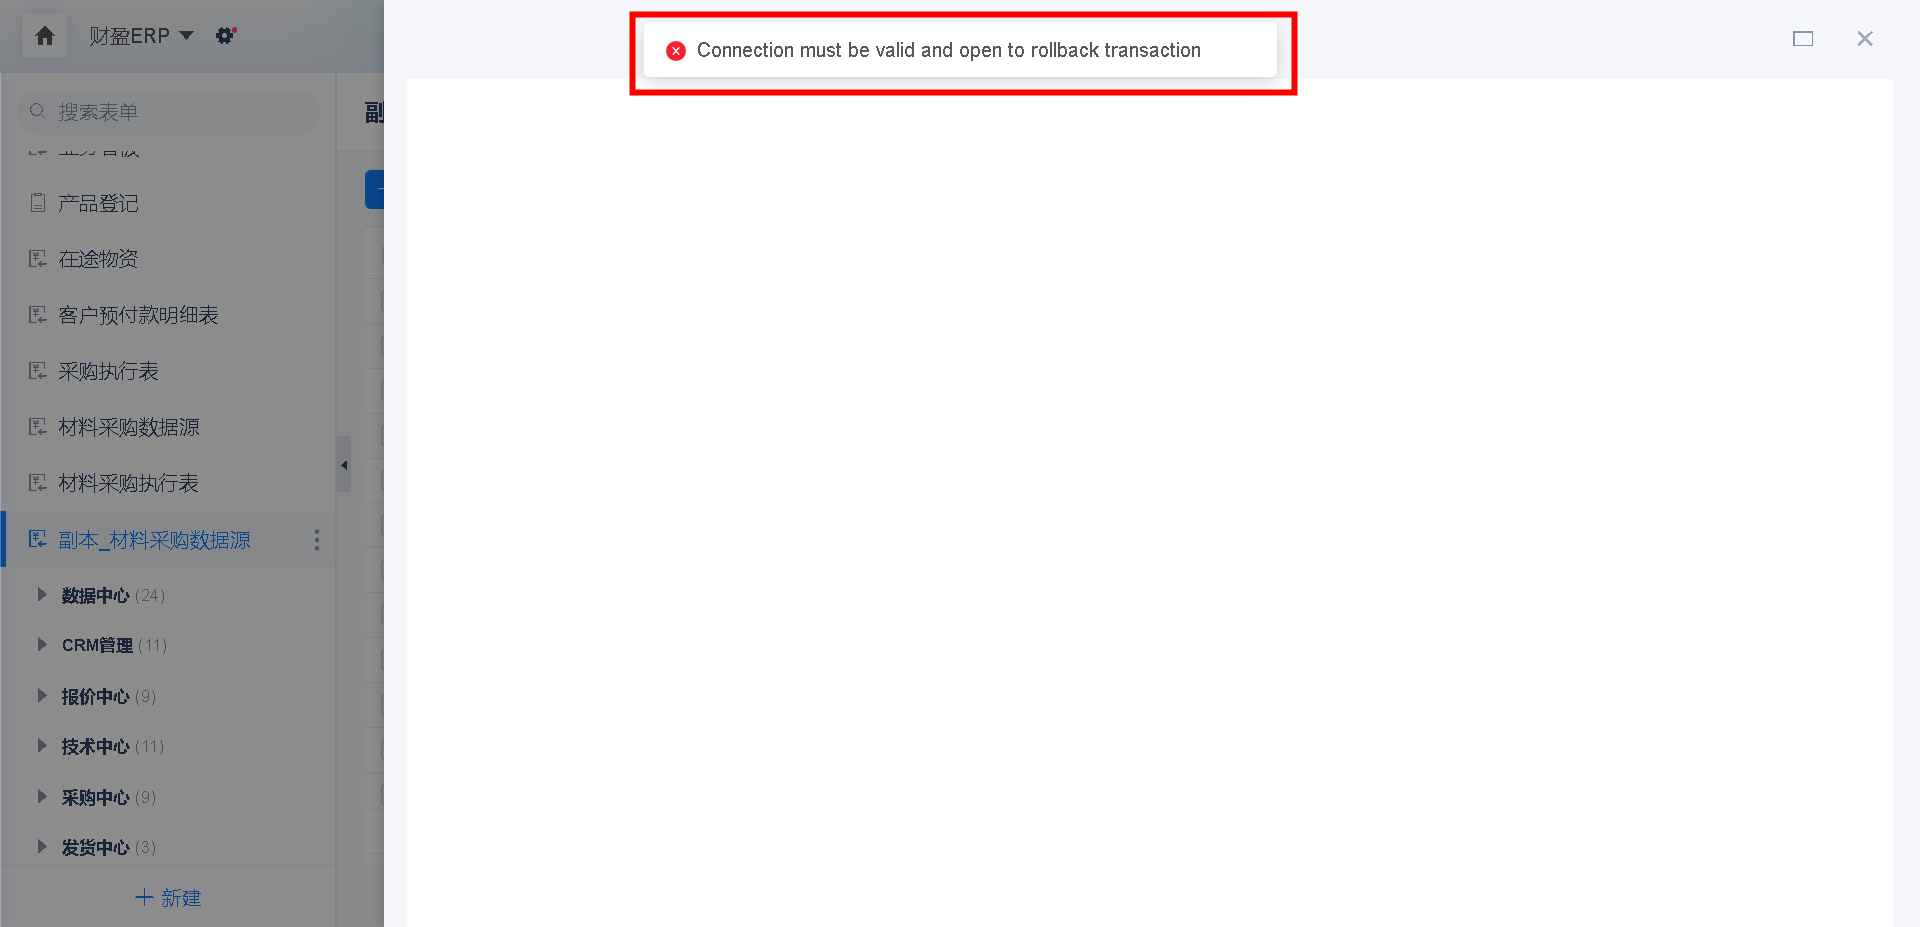 财盈ERP
Connection must be valid and open to rollback transaction
搜索表单
副
产品登记
在途物资
客户预付款明细表
采购执行表
材料采购数据源
材料采购执行表
副本_材料采购数据源
数据中心 (24)
CRM管理 (11)
报价中心 (9)
技术中心 (11)
采购中心 (9)
发货中心 (3)
新建